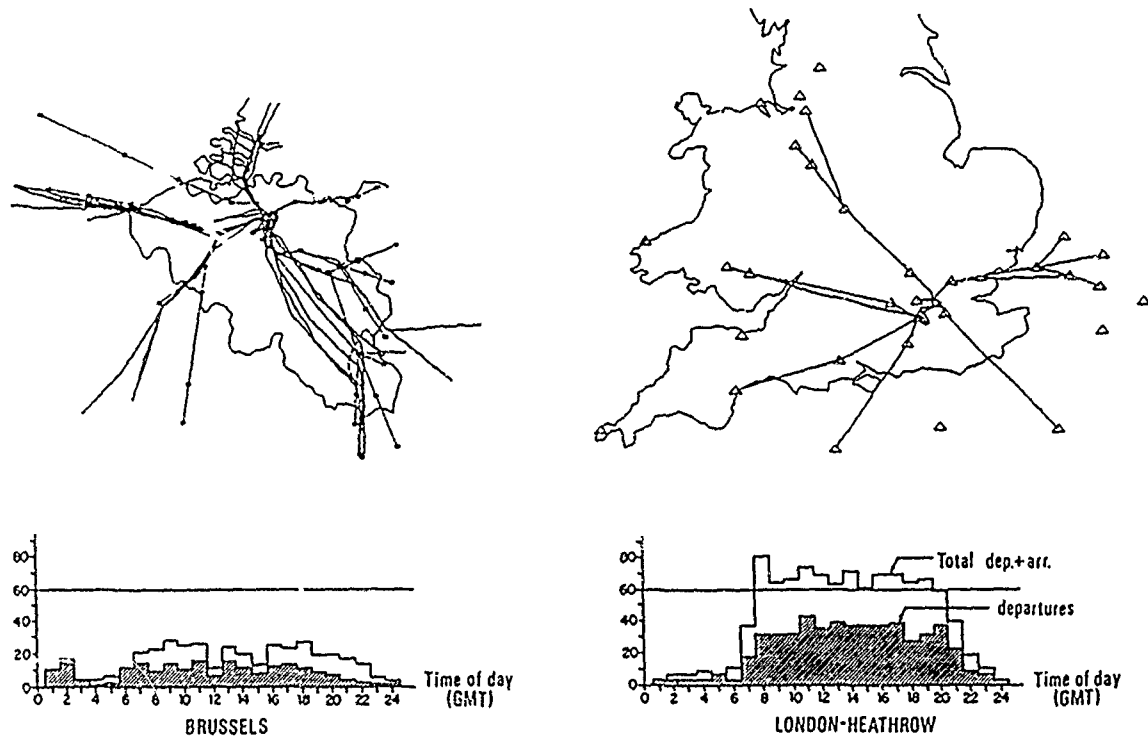 80
60
40
20
0
0 2 4 6 8 10 12 14 16 18 20 22 24
Time of day
(GMT)
BRUSSELS
80
60
40
20
0
0 2 4 6 8 10 12 14 16 18 20 22 24
Total dep.+arr.
departures
Time of day
(GMT)
LONDON-HEATHROW